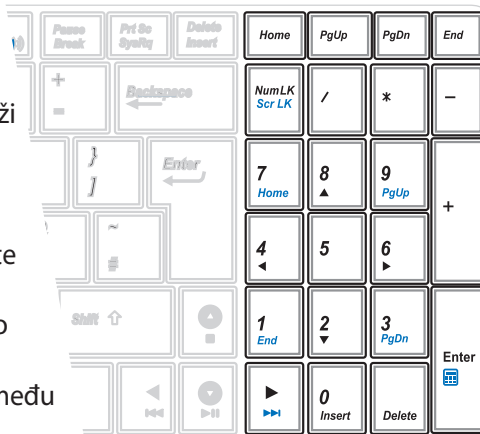 Pause Prt Sc Delete Home PgUp PgDn End
Break SysRq Insert
+ Backspace NumLK / * −
= Scr LK
ži
} Enter 7 8 9 +
] Home PgUp
~ 4 5 6
#
te
Shift 1 2 3
End PgDn
o
Enter
među 0
Insert Delete